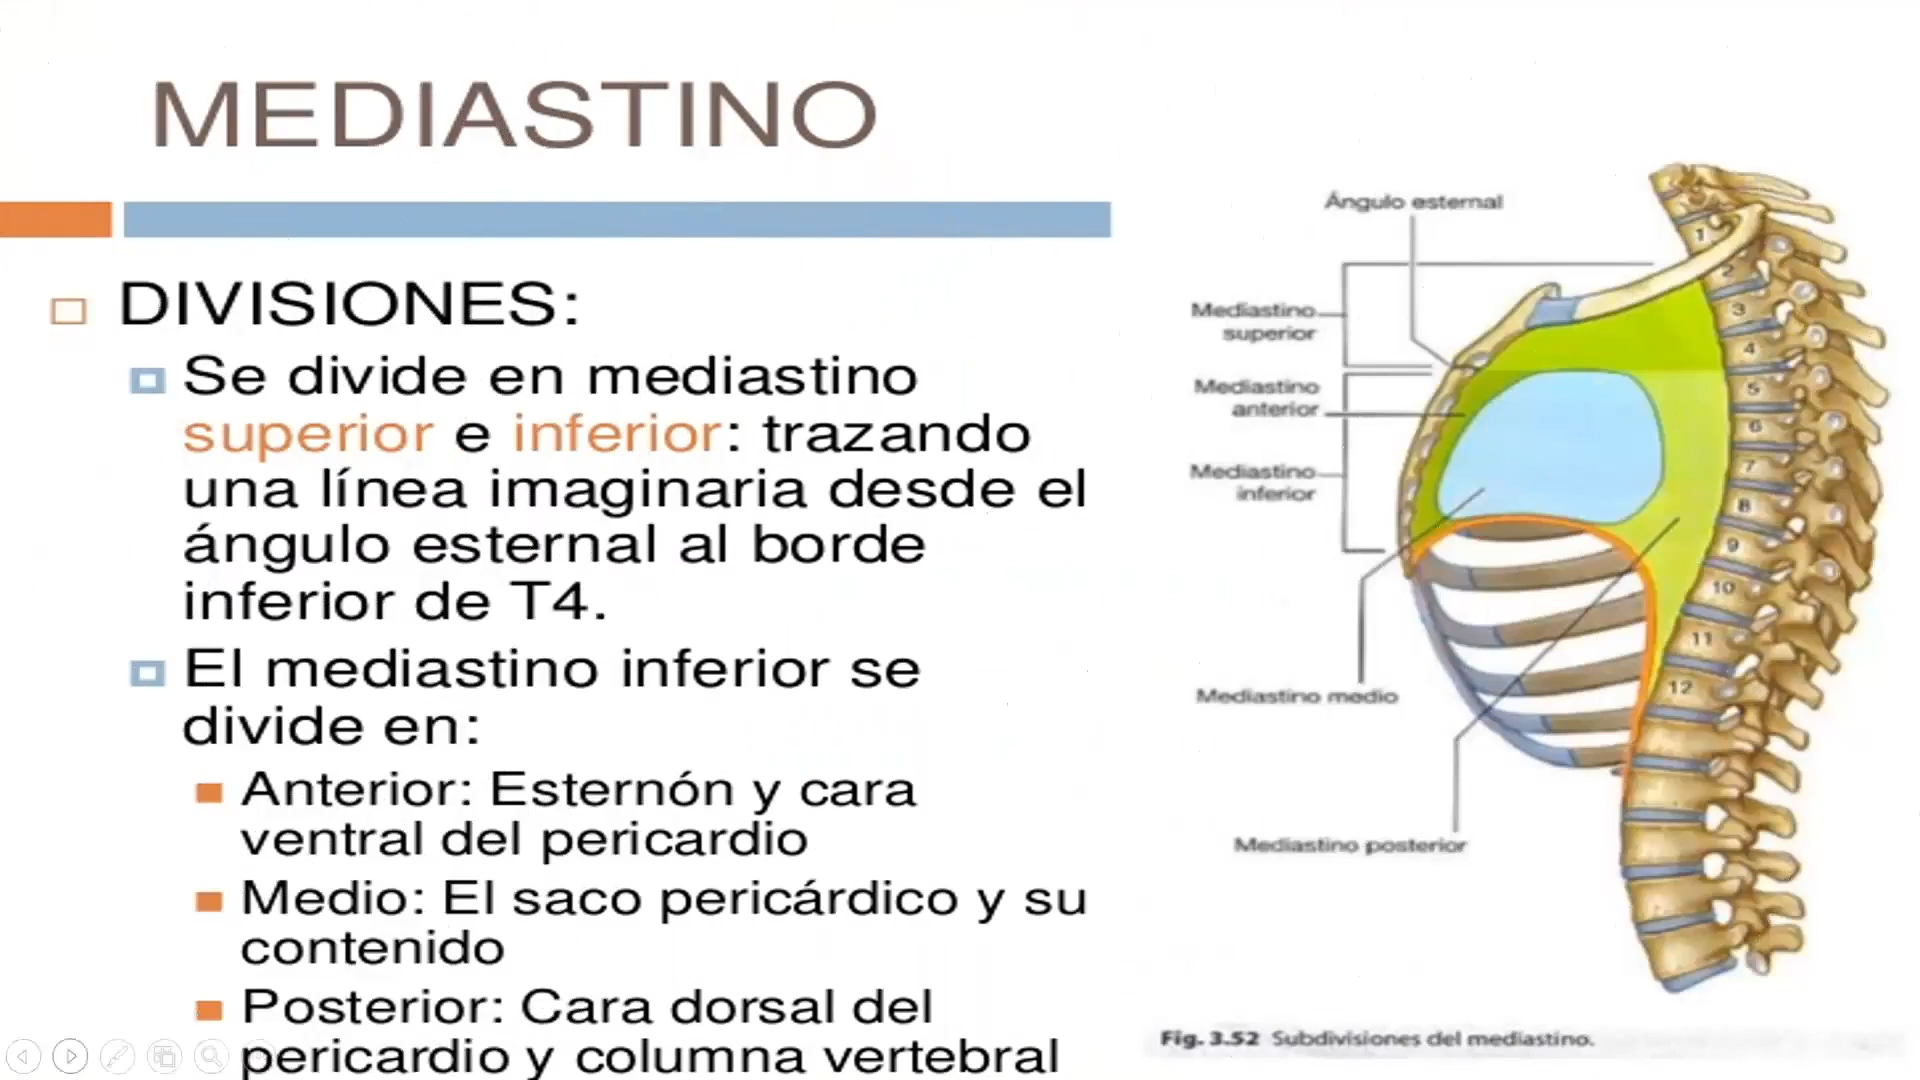 MEDIASTINO
DIVISIONES:
Se divide en mediastino
superior e inferior: trazando
una línea imaginaria desde el
ángulo esternal al borde
inferior de T4.
El mediastino inferior se
divide en:
Anterior: Esternón y cara
ventral del pericardio
Medio: El saco pericárdico y su
contenido
Posterior: Cara dorsal del
pericardio y columna vertebral
Ángulo esternal
Mediastino
superior
Mediastino
anterior
Mediastino
inferior
Mediastino medio
Mediastino posterior
1
2
3
4
5
6
7
8
9
10
11
12
Fig. 3.52 Subdivisiones del mediastino.